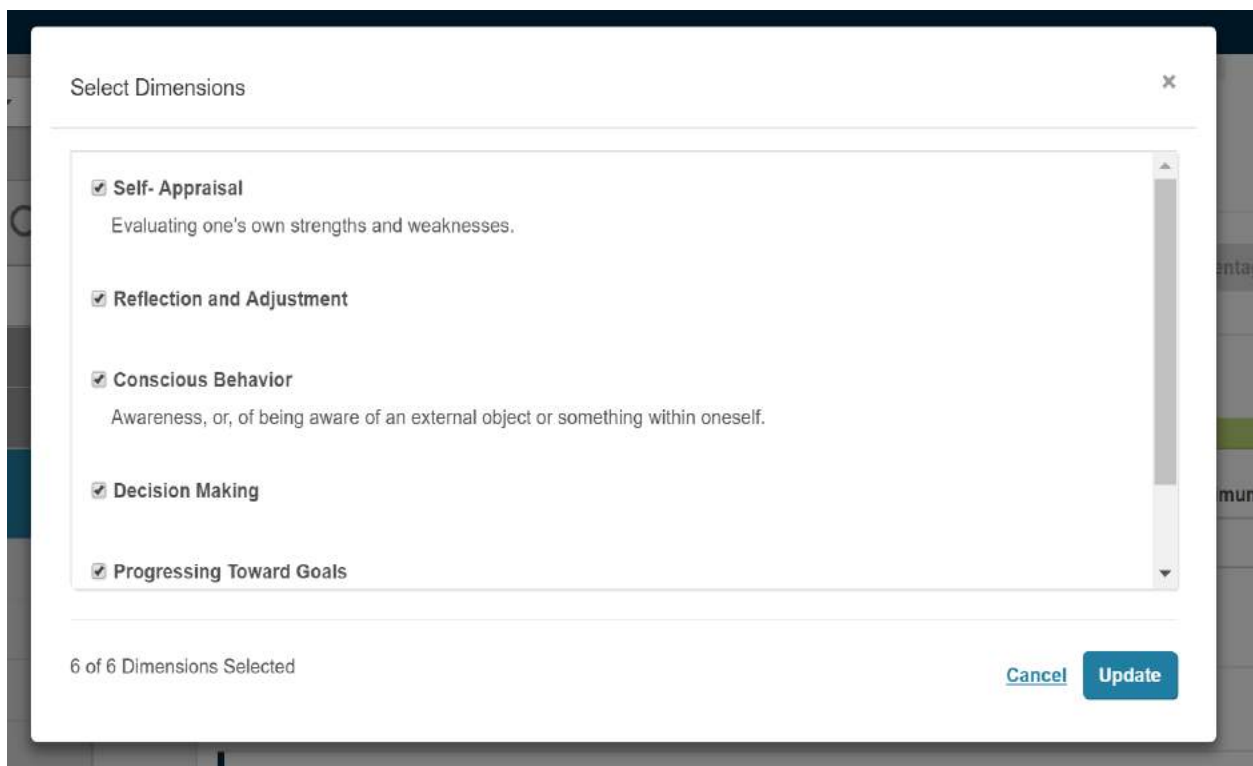 Select Dimensions
×
Self- Appraisal
Evaluating one's own strengths and weaknesses.
Reflection and Adjustment
Conscious Behavior
Awareness, or, of being aware of an external object or something within oneself.
Decision Making
Progressing Toward Goals
6 of 6 Dimensions Selected
Cancel
Update